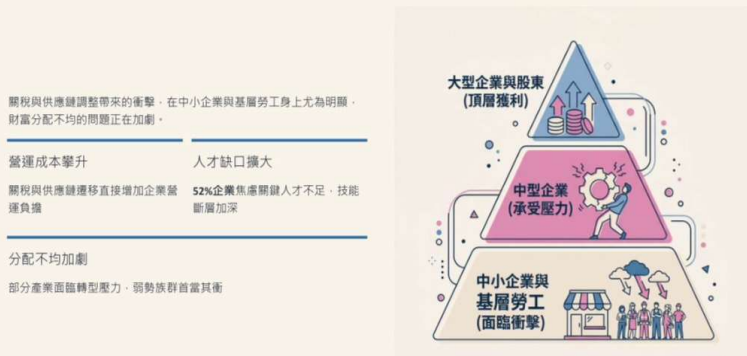 關稅與供應鏈調整帶來的衝擊，在中小企業與基層勞工身上尤為明顯，
財富分配不均的問題正在加劇。
營運成本攀升
關稅與供應鏈遷移直接增加企業營
運負擔
人才缺口擴大
52%企業焦慮關鍵人才不足，技能
斷層加深
分配不均加劇
部分產業面臨轉型壓力，弱勢族群首當其衝
大型企業與股東
(頂層獲利)
中型企業
(承受壓力)
中小企業與
基層勞工
(面臨衝擊)